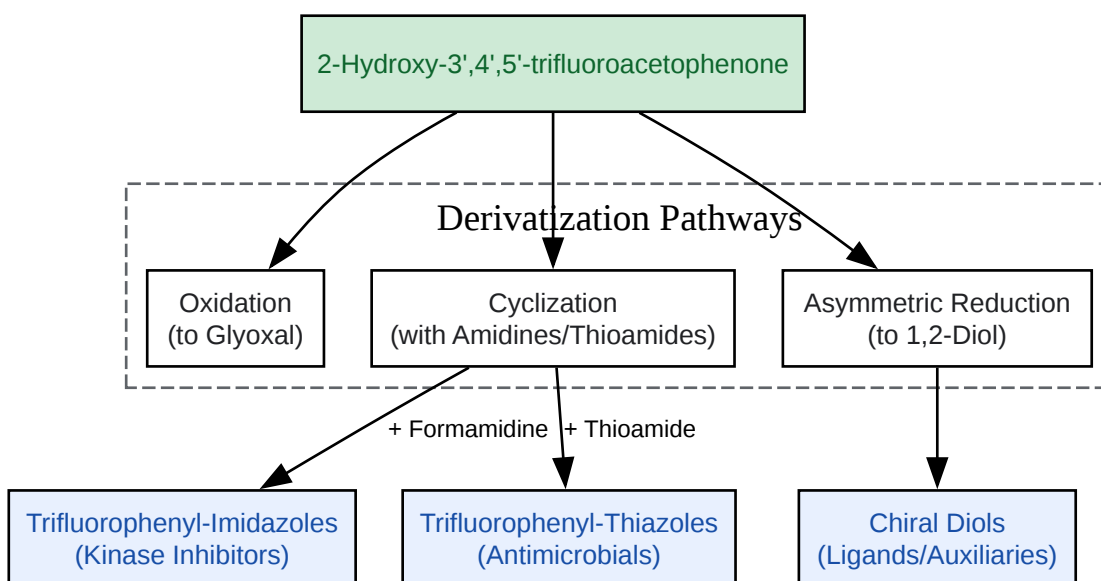 2-Hydroxy-3',4',5'-trifluoroacetophenone
Derivatization Pathways
Oxidation
(to Glyoxal)
Cyclization
(with Amidines/Thioamides)
Asymmetric Reduction
(to 1,2-Diol)
+ Formamidine
+ Thioamide
Trifluorophenyl-Imidazoles
(Kinase Inhibitors)
Trifluorophenyl-Thiazoles
(Antimicrobials)
Chiral Diols
(Ligands/Auxiliaries)